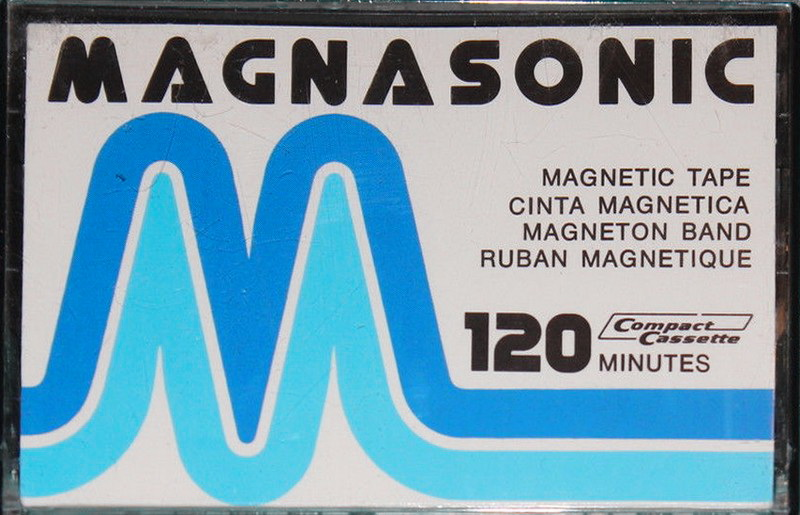 MAGNASONIC
MAGNETIC TAPE
CINTA MAGNETICA
MAGNETON BAND
RUBAN MAGNETIQUE
120 Compact Cassette
MINUTES